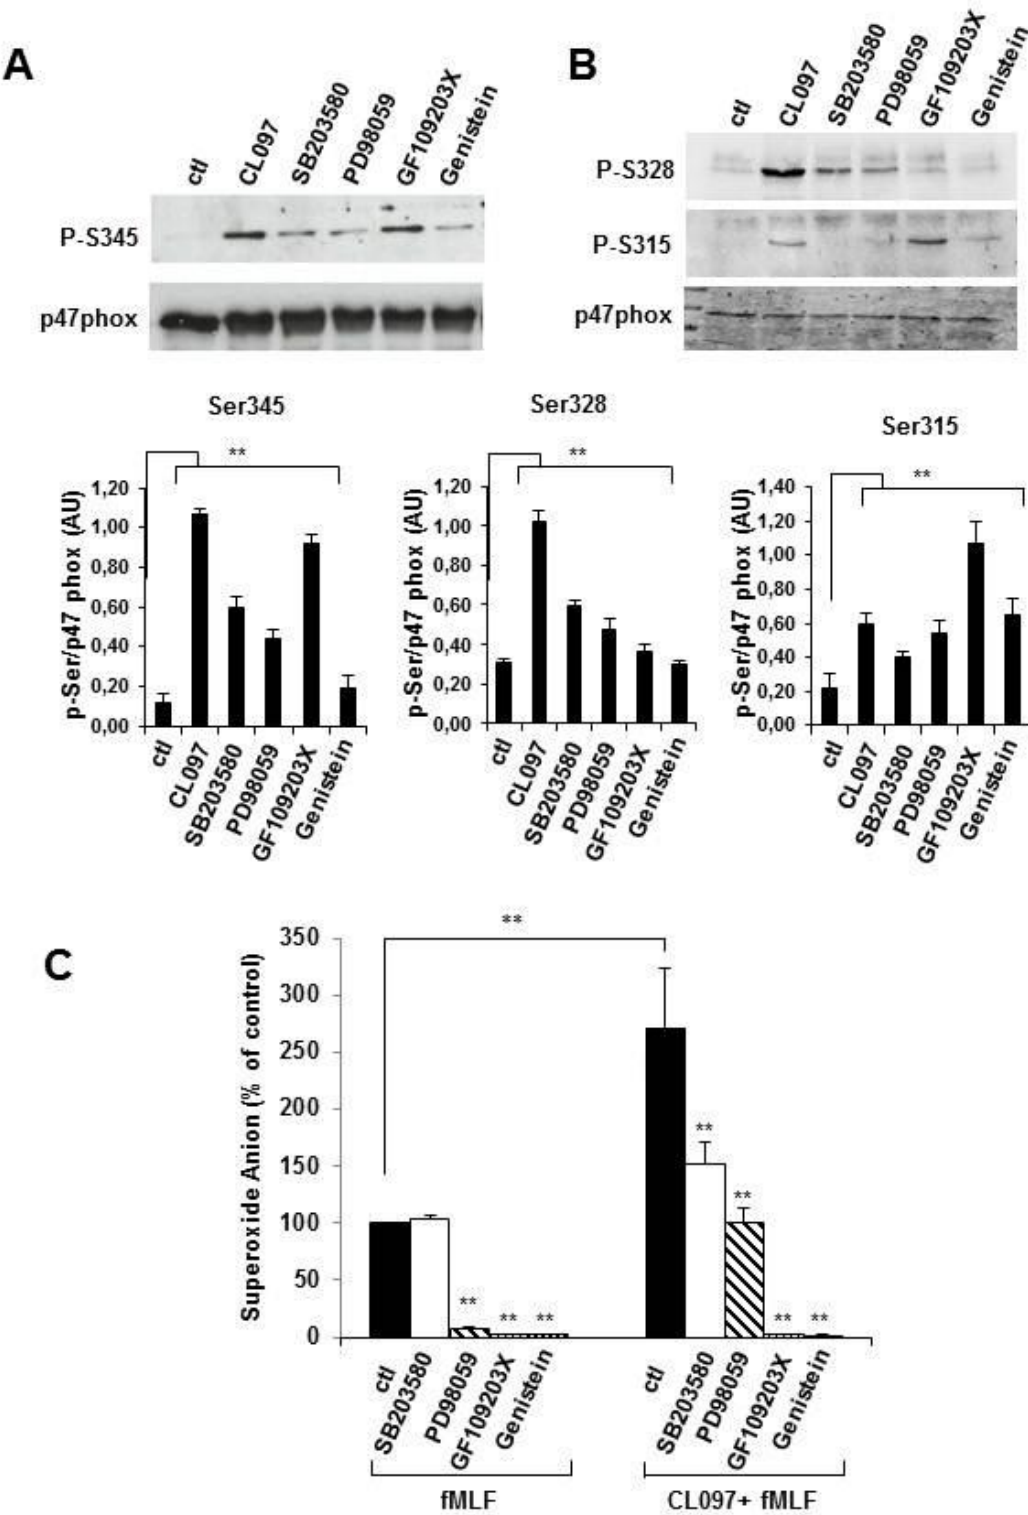 A
ctl
CL097
SB203580
PD98059
GF109203X
Genistein
P-S345
p47phox
B
ctl
CL097
SB203580
PD98059
GF109203X
Genistein
P-S328
P-S315
p47phox
Ser345
**
p-Ser/p47 phox (AU)
1,20
1,00
0,80
0,60
0,40
0,20
0,00
ctl
CL097
SB203580
PD98059
GF109203X
Genistein
Ser328
**
p-Ser/p47 phox (AU)
1,20
1,00
0,80
0,60
0,40
0,20
0,00
ctl
CL097
SB203580
PD98059
GF109203X
Genistein
Ser315
**
p-Ser/p47 phox (AU)
1,40
1,20
1,00
0,80
0,60
0,40
0,20
0,00
ctl
CL097
SB203580
PD98059
GF109203X
Genistein
C
Superoxide Anion (% of control)
350
300
250
200
150
100
50
0
**
** ** **
** ** ** **
ctl
SB203580
PD98059
GF109203X
Genistein
fMLF
ctl
SB203580
PD98059
GF109203X
Genistein
CL097+ fMLF